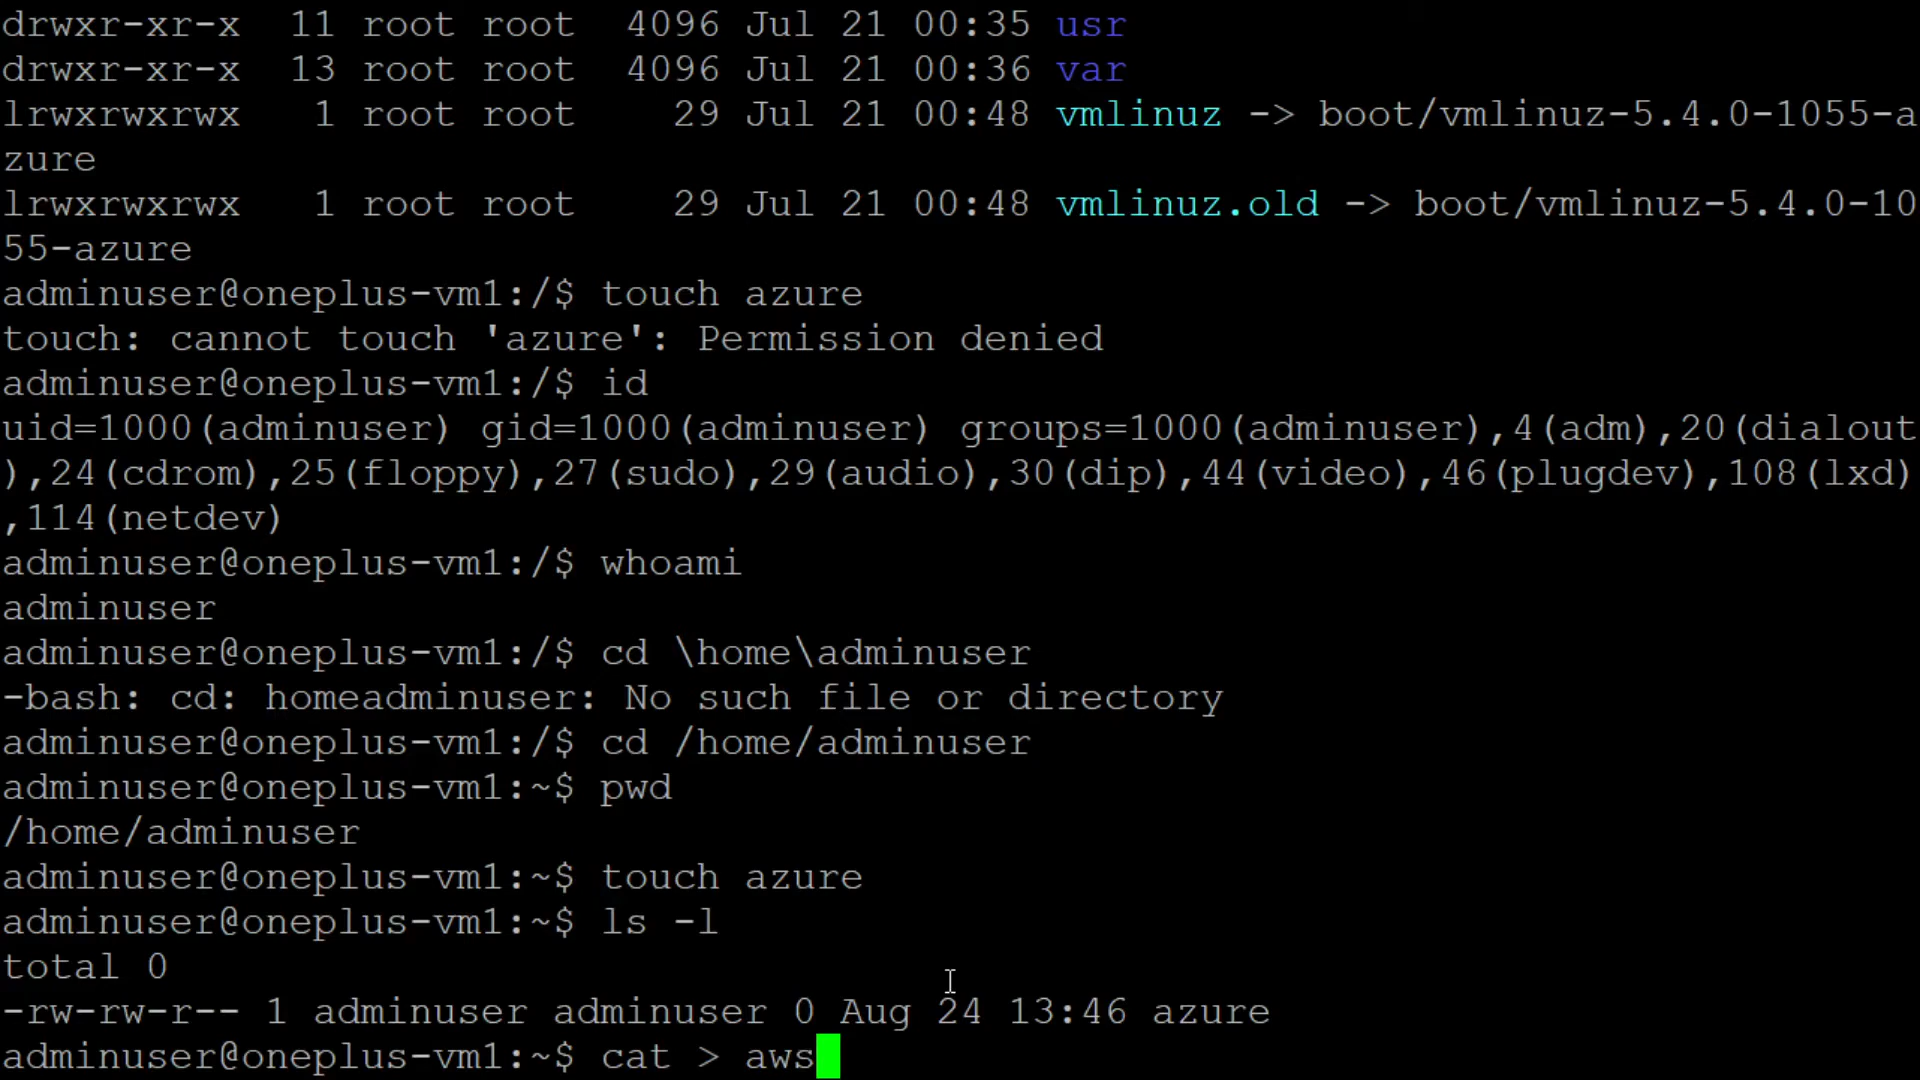 drwxr-xr-x  11 root root  4096 Jul 21 00:35 usr
drwxr-xr-x  13 root root  4096 Jul 21 00:36 var
lrwxrwxrwx   1 root root    29 Jul 21 00:48 vmlinuz -> boot/vmlinuz-5.4.0-1055-a
zure
lrwxrwxrwx   1 root root    29 Jul 21 00:48 vmlinuz.old -> boot/vmlinuz-5.4.0-10
55-azure
adminuser@oneplus-vm1:/$ touch azure
touch: cannot touch 'azure': Permission denied
adminuser@oneplus-vm1:/$ id
uid=1000(adminuser) gid=1000(adminuser) groups=1000(adminuser),4(adm),20(dialout
),24(cdrom),25(floppy),27(sudo),29(audio),30(dip),44(video),46(plugdev),108(lxd)
,114(netdev)
adminuser@oneplus-vm1:/$ whoami
adminuser
adminuser@oneplus-vm1:/$ cd \home\adminuser
-bash: cd: homeadminuser: No such file or directory
adminuser@oneplus-vm1:/$ cd /home/adminuser
adminuser@oneplus-vm1:~$ pwd
/home/adminuser
adminuser@oneplus-vm1:~$ touch azure
adminuser@oneplus-vm1:~$ ls -l
total 0
-rw-rw-r-- 1 adminuser adminuser 0 Aug 24 13:46 azure
adminuser@oneplus-vm1:~$ cat > aws